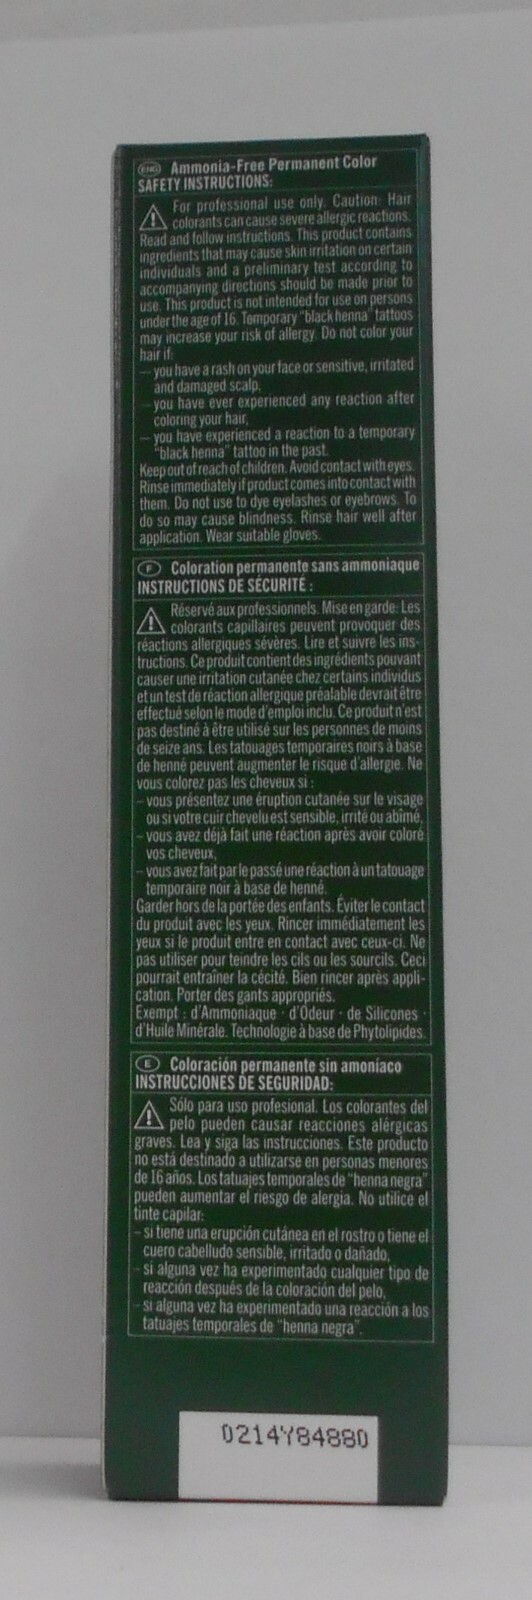 ENG Ammonia-Free Permanent Color
SAFETY INSTRUCTIONS:
For professional use only. Caution: Hair
colorants can cause severe allergic reactions.
Read and follow instructions. This product contains
ingredients that may cause skin irritation on certain
individuals and a preliminary test according to
accompanying directions should be made prior to
use. This product is not intended for use on persons
under the age of 16. Temporary "black henna" tattoos
may increase your risk of allergy. Do not color your
hair if:
– you have a rash on your face or sensitive, irritated
and damaged scalp,
– you have ever experienced any reaction after
coloring your hair,
– you have experienced a reaction to a temporary
"black henna" tattoo in the past.
Keep out of reach of children. Avoid contact with eyes.
Rinse immediately if product comes into contact with
them. Do not use to dye eyelashes or eyebrows. To
do so may cause blindness. Rinse hair well after
application. Wear suitable gloves.
F Coloration permanente sans ammoniaque
INSTRUCTIONS DE SÉCURITÉ :
Réservé aux professionnels. Mise en garde: Les
colorants capillaires peuvent provoquer des
réactions allergiques sévères. Lire et suivre les ins-
tructions. Ce produit contient des ingrédients pouvant
causer une irritation cutanée chez certains individus
et un test de réaction allergique préalable devrait être
effectué selon le mode d'emploi inclu. Ce produit n'est
pas destiné à être utilisé sur les personnes de moins
de seize ans. Les tatouages temporaires noirs à base
de henné peuvent augmenter le risque d'allergie. Ne
vous colorez pas les cheveux si :
– vous présentez une éruption cutanée sur le visage
ou si votre cuir chevelu est sensible, irrité ou abîmé,
– vous avez déjà fait une réaction après avoir coloré
vos cheveux,
– vous avez fait par le passé une réaction à un tatouage
temporaire noir à base de henné.
Garder hors de la portée des enfants. Éviter le contact
du produit avec les yeux. Rincer immédiatement les
yeux si le produit entre en contact avec ceux-ci. Ne
pas utiliser pour teindre les cils ou les sourcils. Ceci
pourrait entraîner la cécité. Bien rincer après appli-
cation. Porter des gants appropriés.
Exempt : d'Ammoniaque · d'Odeur · de Silicones ·
d'Huile Minérale. Technologie à base de Phytolipides.
E Coloración permanente sin amoníaco
INSTRUCCIONES DE SEGURIDAD:
Sólo para uso profesional. Los colorantes del
pelo pueden causar reacciones alérgicas
graves. Lea y siga las instrucciones. Este producto
no está destinado a utilizarse en personas menores
de 16 años. Los tatuajes temporales de "henna negra"
pueden aumentar el riesgo de alergia. No utilice el
tinte capilar:
– si tiene una erupción cutánea en el rostro o tiene el
cuero cabelludo sensible, irritado o dañado,
– si alguna vez ha experimentado cualquier tipo de
reacción después de la coloración del pelo,
– si alguna vez ha experimentado una reacción a los
tatuajes temporales de "henna negra".
0214Y84880